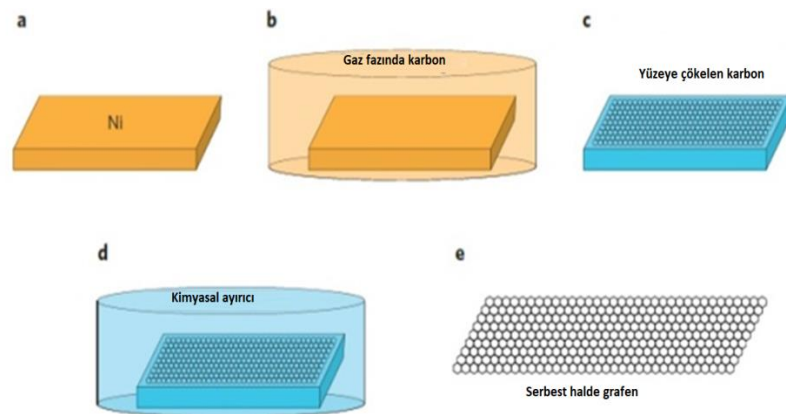 a
b
c
Gaz fazında karbon
Yüzeye çökelen karbon
Ni
d
e
Kimyasal ayırıcı
Serbest halde grafen